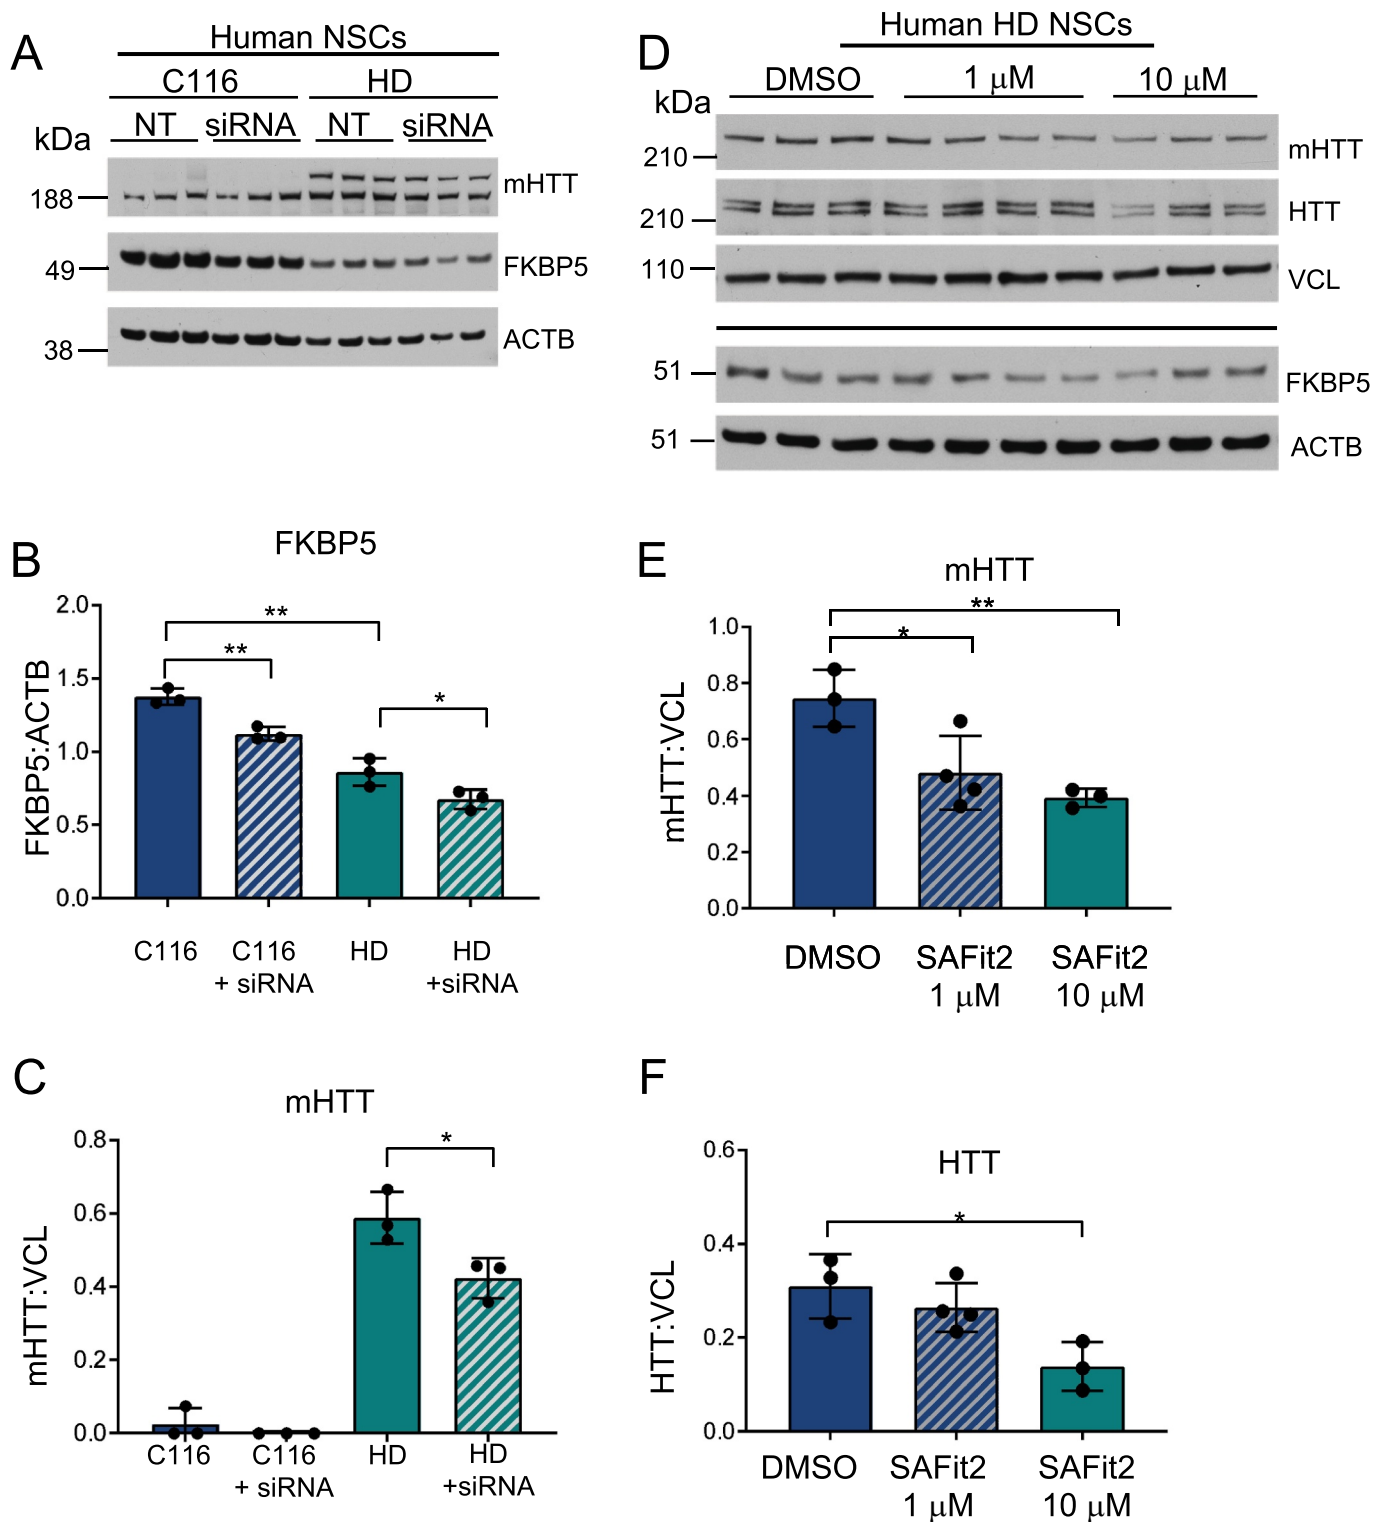 A
Human NSCs
C116 HD
NT siRNA NT siRNA
kDa
188
mHTT
49
FKBP5
38
ACTB
D
Human HD NSCs
DMSO 1 μM 10 μM
kDa
210
mHTT
210
HTT
110
VCL
51
FKBP5
51
ACTB
B
FKBP5
FKBP5:ACTB
2.0
1.5
1.0
0.5
0.0
**
**
*
C116 C116 HD HD
+ siRNA +siRNA
E
mHTT
mHTT:VCL
1.0
0.8
0.6
0.4
0.2
0.0
**
*
DMSO SAFit2 SAFit2
1 μM 10 μM
C
mHTT
mHTT:VCL
0.8
0.6
0.4
0.2
0.0
*
C116 C116 HD HD
+ siRNA +siRNA
F
HTT
HTT:VCL
0.6
0.4
0.2
0.0
*
DMSO SAFit2 SAFit2
1 μM 10 μM